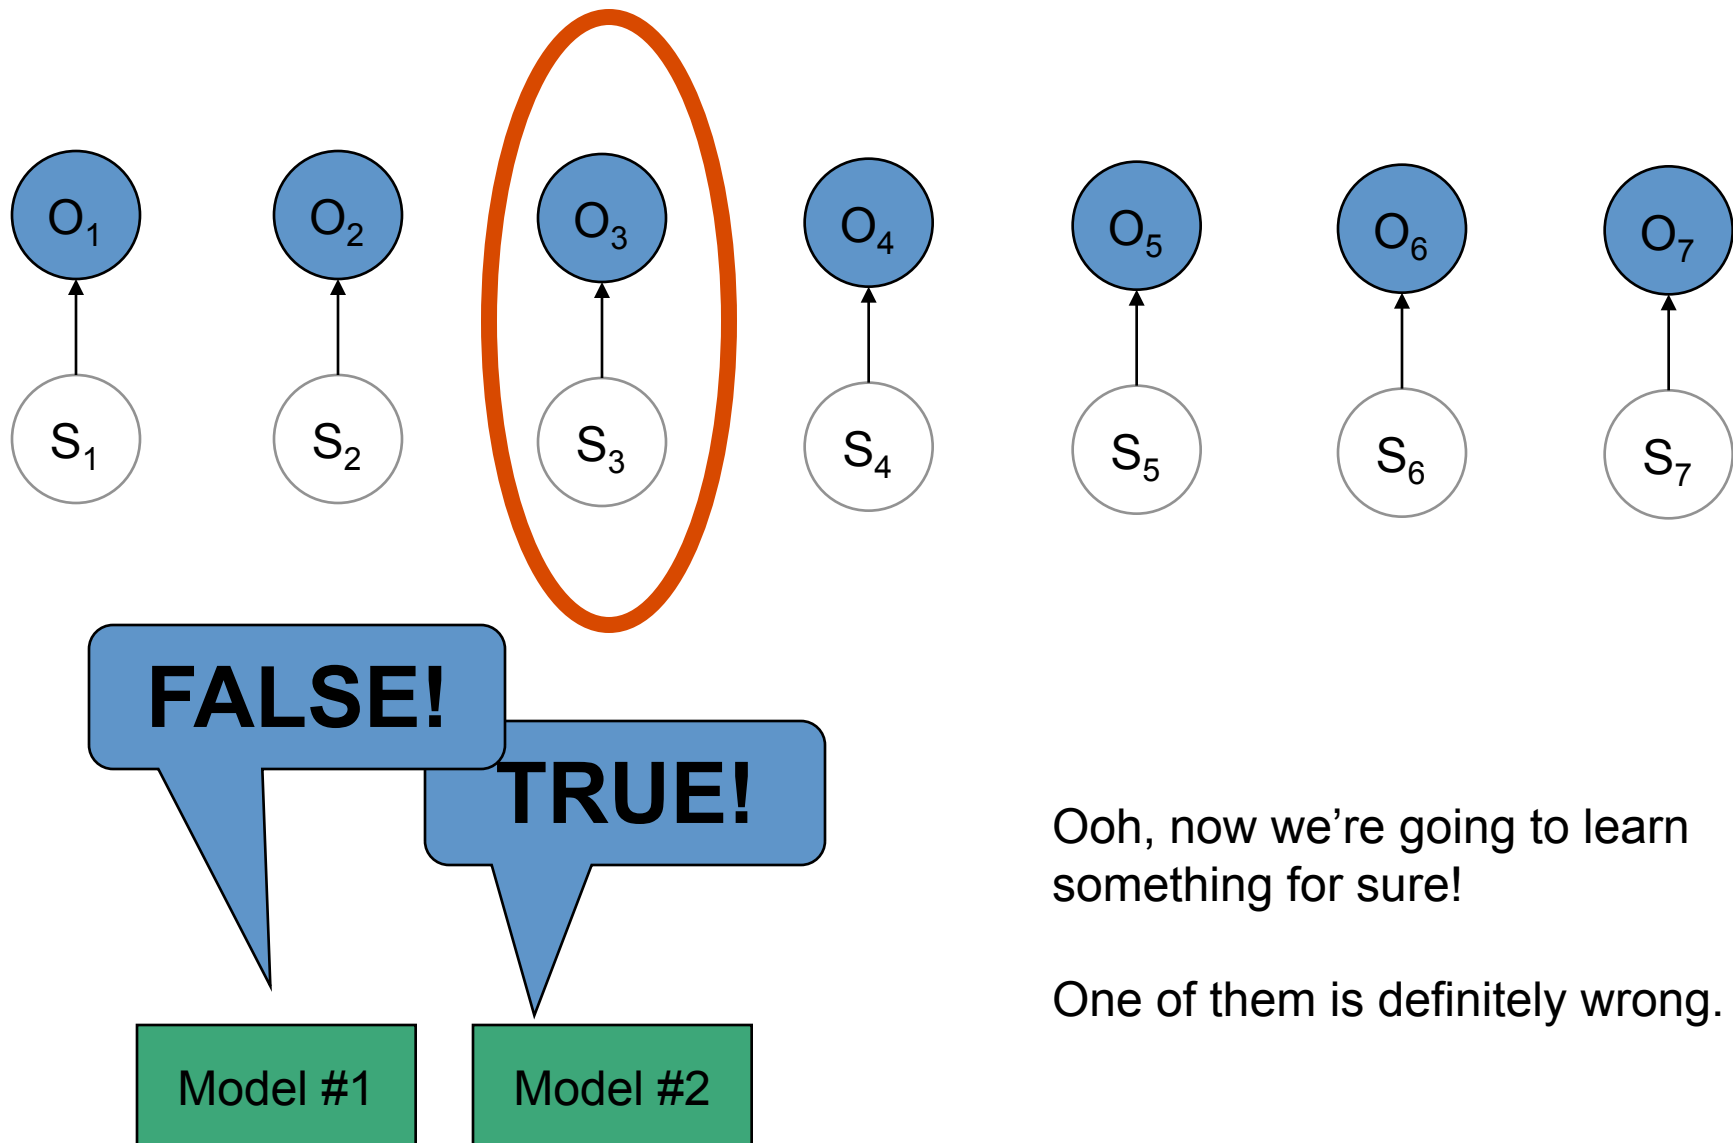 O1 O2 O3 O4 O5 O6 O7
S1 S2 S3 S4 S5 S6 S7
FALSE!
TRUE!
Ooh, now we’re going to learn
something for sure!
One of them is definitely wrong.
Model #1 Model #2